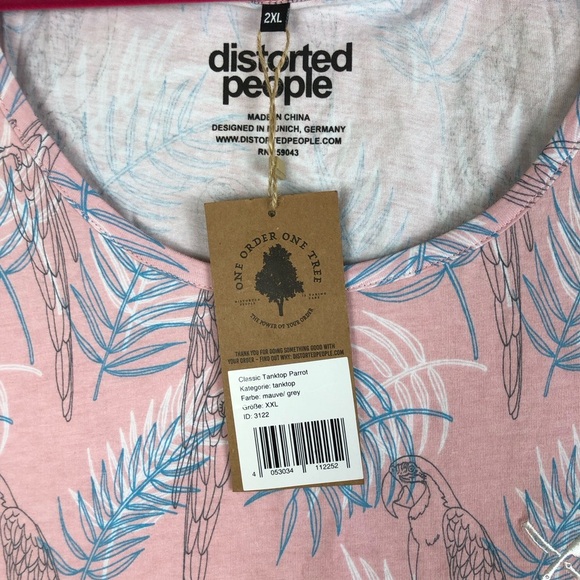 2XL
distorted
people
MADE IN CHINA
DESIGNED IN MUNICH, GERMANY
WWW.DISTORTEDPEOPLE.COM
59043
ONE ORDER ONE TREE
THE POWER OF YOUR ORDER
THANK YOU FOR DOING SOMETHING GOOD WITH
YOUR ORDER - FIND OUT WHY: DISTORTEDPEOPLE.COM
Classic Tanktop Parrot
Kategorie: tanktop
Farbe: mauve/ grey
Größe: XXL
ID: 3122
4 053034 112252